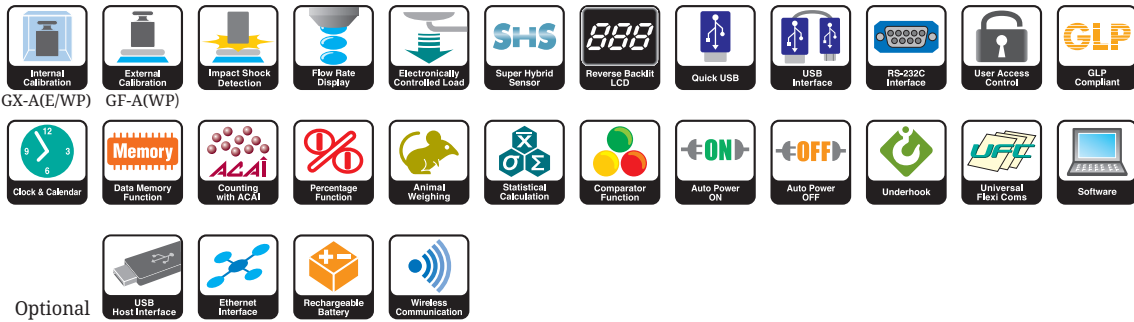 SHS
888
GLP
Internal
Calibration
External
Calibration
Impact Shock
Detection
Flow Rate
Display
Electronically
Controlled Load
Super Hybrid
Sensor
Reverse Backlit
LCD
Quick USB
USB
Interface
RS-232C
Interface
User Access
Control
GLP
Compliant
GX-A(E/WP)
GF-A(WP)
12
9
3
6
Memory
ACAI
X
σ
Σ
ON
OFF
UFC
Clock & Calendar
Data Memory
Function
Counting
with ACAI
Percentage
Function
Animal
Weighing
Statistical
Calculation
Comparator
Function
Auto Power
ON
Auto Power
OFF
Underhook
Universal
Flexi Coms
Software
Optional
USB
Host Interface
Ethernet
Interface
Rechargeable
Battery
Wireless
Communication